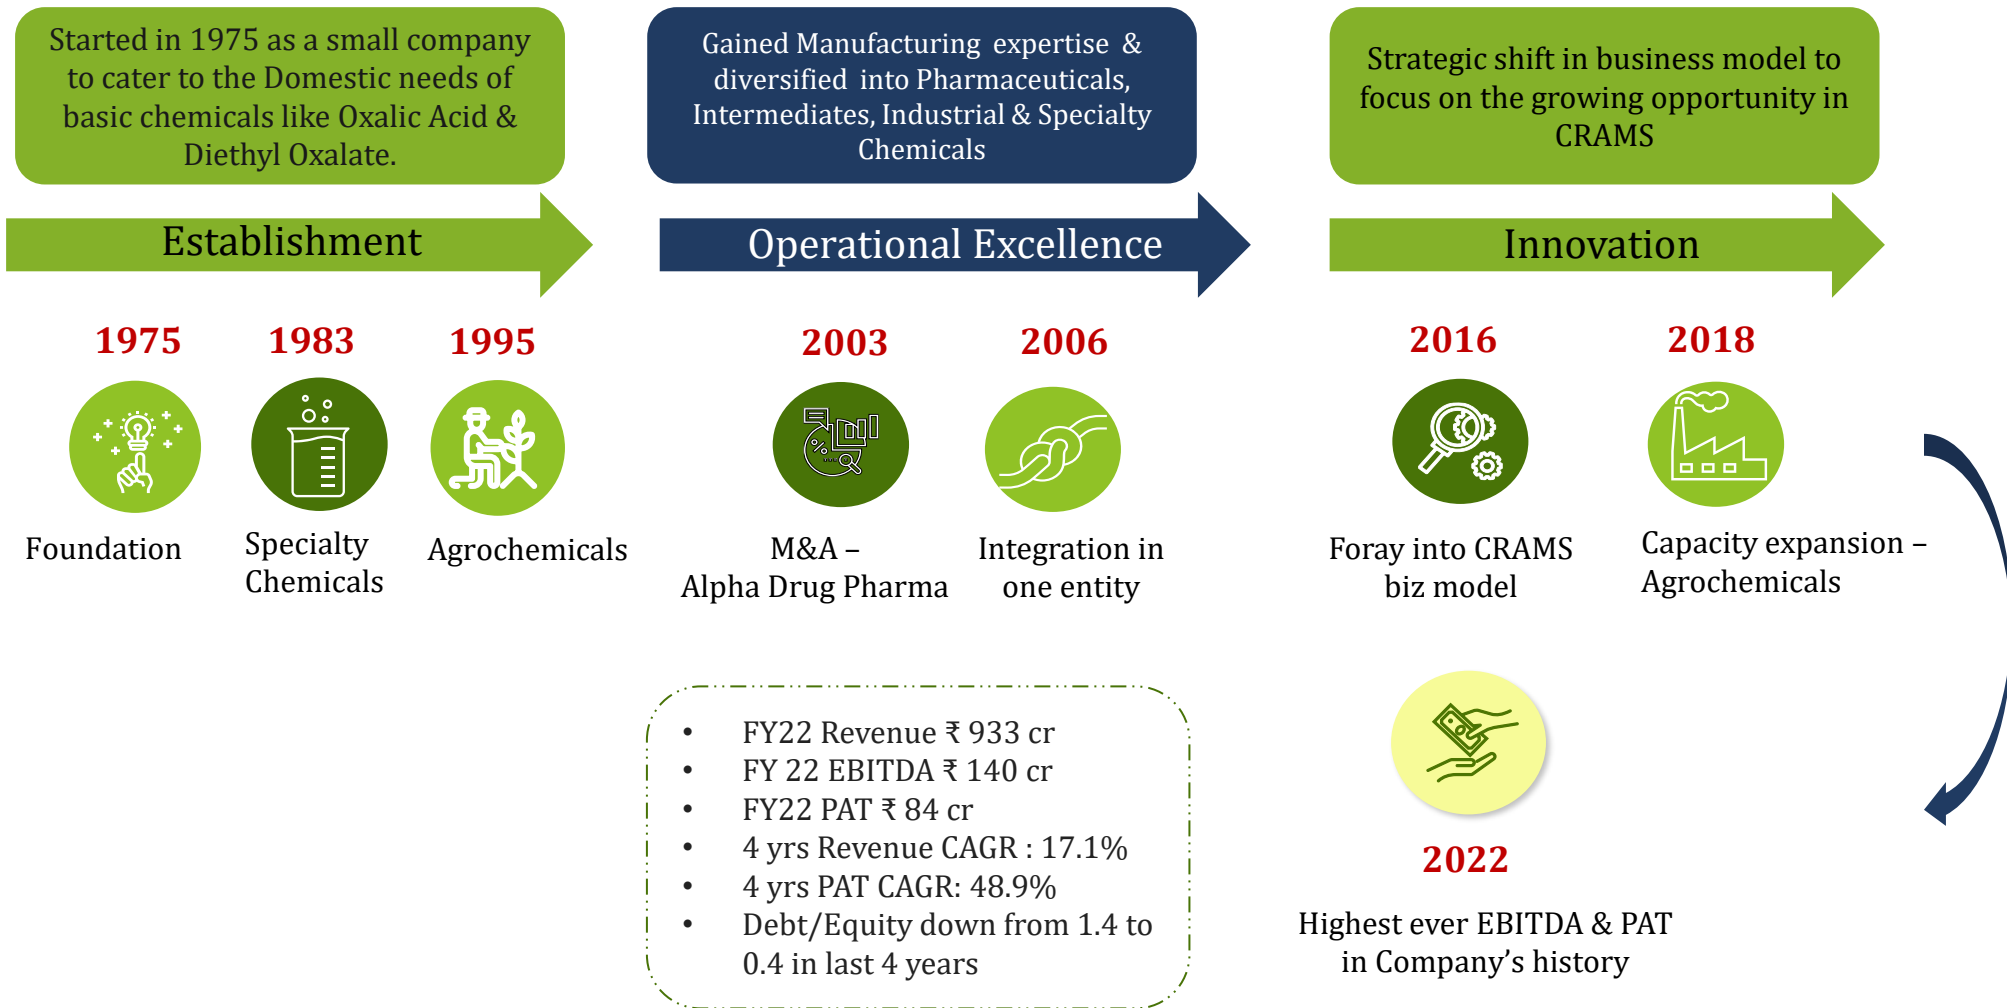 Started in 1975 as a small company
to cater to the Domestic needs of
basic chemicals like Oxalic Acid &
Diethyl Oxalate.
Gained Manufacturing expertise &
diversified into Pharmaceuticals,
Intermediates, Industrial & Specialty
Chemicals
Strategic shift in business model to
focus on the growing opportunity in
CRAMS
Establishment
Operational Excellence
Innovation
1975
Foundation
1983
Specialty
Chemicals
1995
Agrochemicals
2003
M&A –
Alpha Drug Pharma
2006
Integration in
one entity
2016
Foray into CRAMS
biz model
2018
Capacity expansion –
Agrochemicals
• FY22 Revenue ₹ 933 cr
• FY 22 EBITDA ₹ 140 cr
• FY22 PAT ₹ 84 cr
• 4 yrs Revenue CAGR : 17.1%
• 4 yrs PAT CAGR: 48.9%
• Debt/Equity down from 1.4 to
0.4 in last 4 years
%
2022
Highest ever EBITDA & PAT
in Company’s history